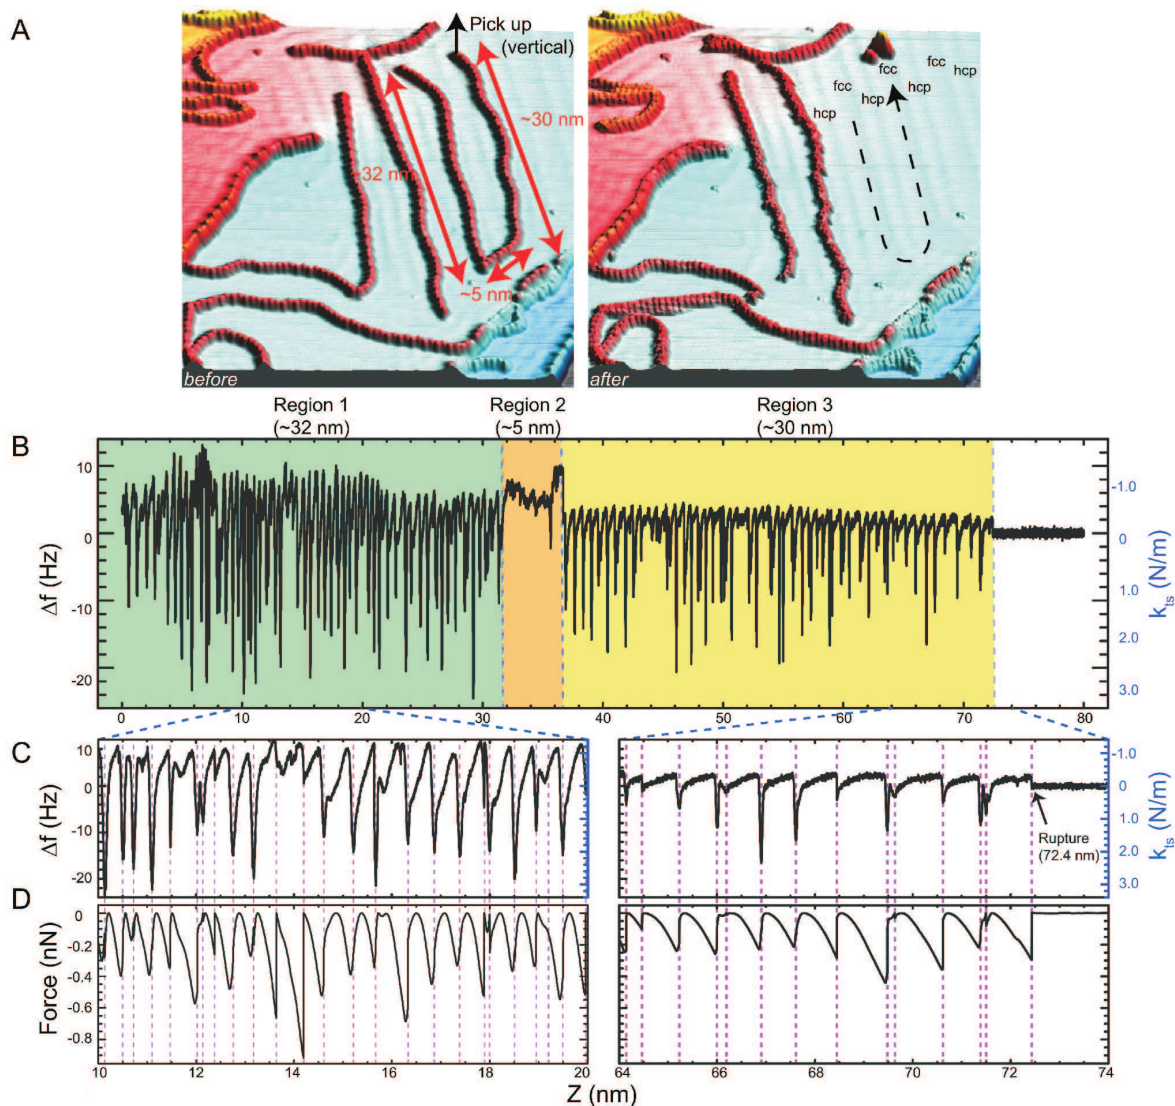 A
Pick up
(vertical)
~30 nm
~32 nm
~5 nm
before
fcc
hcp
fcc
fcc
hcp
hcp
hcp
after
Region 1
(~32 nm)
Region 2
(~5 nm)
Region 3
(~30 nm)
B
Δf (Hz)
10
0
-10
-20
-1.0
0
1.0
2.0
3.0
k_ts (N/m)
0 10 20 30 40 50 60 70 80
C
Δf (Hz)
10
0
-10
-20
-1.0
0
1.0
2.0
3.0
k_ts (N/m)
Rupture
(72.4 nm)
D
Force (nN)
0
-0.2
-0.4
-0.6
-0.8
10 12 14 16 18 20
64 66 68 70 72 74
Z (nm)